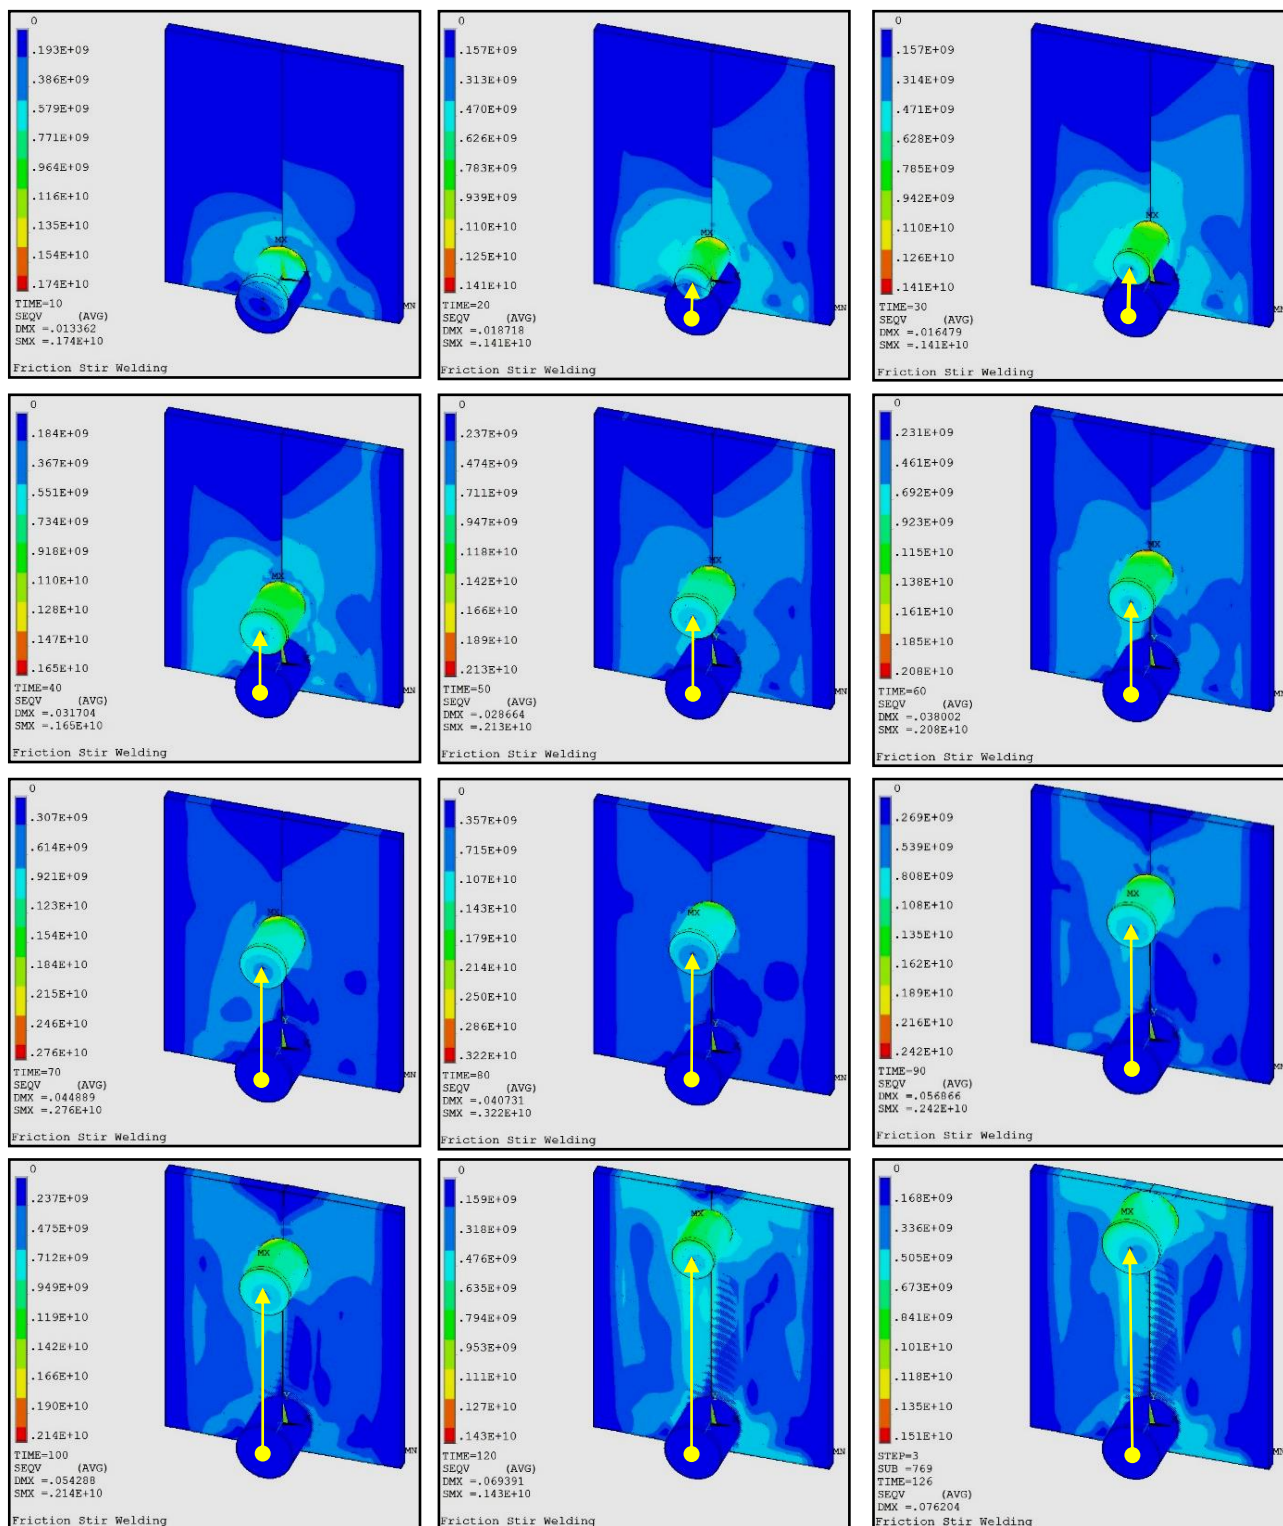 0
.193E+09
.386E+09
.579E+09
.771E+09
.964E+09
.116E+10
.135E+10
.154E+10
.174E+10
TIME=10
SEQV (AVG)
DMX =.013362
SMX =.174E+10
MX
MN
Friction Stir Welding
0
.157E+09
.313E+09
.470E+09
.626E+09
.783E+09
.939E+09
.110E+10
.125E+10
.141E+10
TIME=20
SEQV (AVG)
DMX =.018718
SMX =.141E+10
MX
MN
Friction Stir Welding
0
.157E+09
.314E+09
.471E+09
.628E+09
.785E+09
.942E+09
.110E+10
.126E+10
.141E+10
TIME=30
SEQV (AVG)
DMX =.016479
SMX =.141E+10
MX
MN
Friction Stir Welding
0
.184E+09
.367E+09
.551E+09
.734E+09
.918E+09
.110E+10
.128E+10
.147E+10
.165E+10
TIME=40
SEQV (AVG)
DMX =.031704
SMX =.165E+10
MX
MN
Friction Stir Welding
0
.237E+09
.474E+09
.711E+09
.947E+09
.118E+10
.142E+10
.166E+10
.189E+10
.213E+10
TIME=50
SEQV (AVG)
DMX =.028664
SMX =.213E+10
MX
MN
Friction Stir Welding
0
.231E+09
.461E+09
.692E+09
.923E+09
.115E+10
.138E+10
.161E+10
.185E+10
.208E+10
TIME=60
SEQV (AVG)
DMX =.038002
SMX =.208E+10
MX
Y
MN
Friction Stir Welding
0
.307E+09
.614E+09
.921E+09
.123E+10
.154E+10
.184E+10
.215E+10
.246E+10
.276E+10
TIME=70
SEQV (AVG)
DMX =.044889
SMX =.276E+10
MX
Y
MN
Friction Stir Welding
0
.357E+09
.715E+09
.107E+10
.143E+10
.179E+10
.214E+10
.250E+10
.286E+10
.322E+10
TIME=80
SEQV (AVG)
DMX =.040731
SMX =.322E+10
MX
Y
MN
Friction Stir Welding
0
.269E+09
.539E+09
.808E+09
.108E+10
.135E+10
.162E+10
.189E+10
.216E+10
.242E+10
TIME=90
SEQV (AVG)
DMX =.056866
SMX =.242E+10
MX
Y
MN
Friction Stir Welding
0
.237E+09
.475E+09
.712E+09
.949E+09
.119E+10
.142E+10
.166E+10
.190E+10
.214E+10
TIME=100
SEQV (AVG)
DMX =.054288
SMX =.214E+10
MX
Y
MN
Friction Stir Welding
0
.159E+09
.318E+09
.476E+09
.635E+09
.794E+09
.953E+09
.111E+10
.127E+10
.143E+10
TIME=120
SEQV (AVG)
DMX =.069391
SMX =.143E+10
MX
Y
MN
Friction Stir Welding
0
.168E+09
.336E+09
.505E+09
.673E+09
.841E+09
.101E+10
.118E+10
.135E+10
.151E+10
STEP=3
SUB =769
TIME=126
SEQV (AVG)
DMX =.076204
MX
Y
MN
Friction Stir Welding